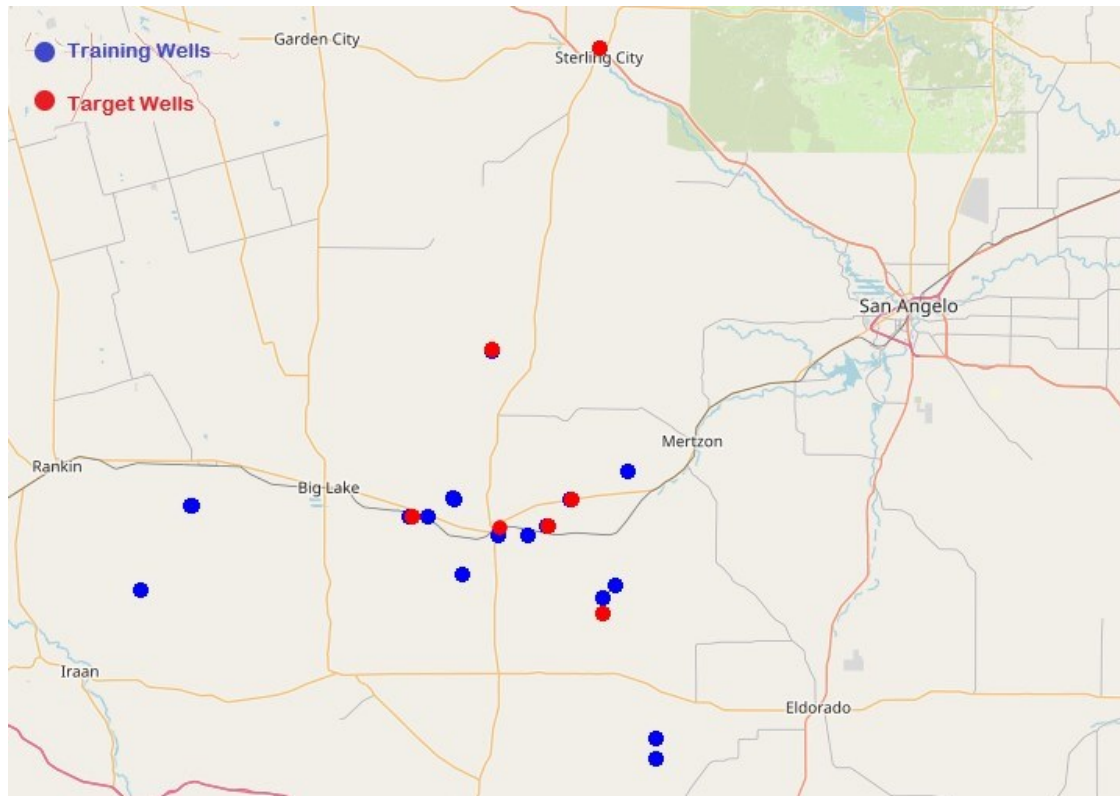 Training Wells
Target Wells
Garden City
Sterling City
San Angelo
Mertzon
Rankin
Big Lake
Iraan
Eldorado